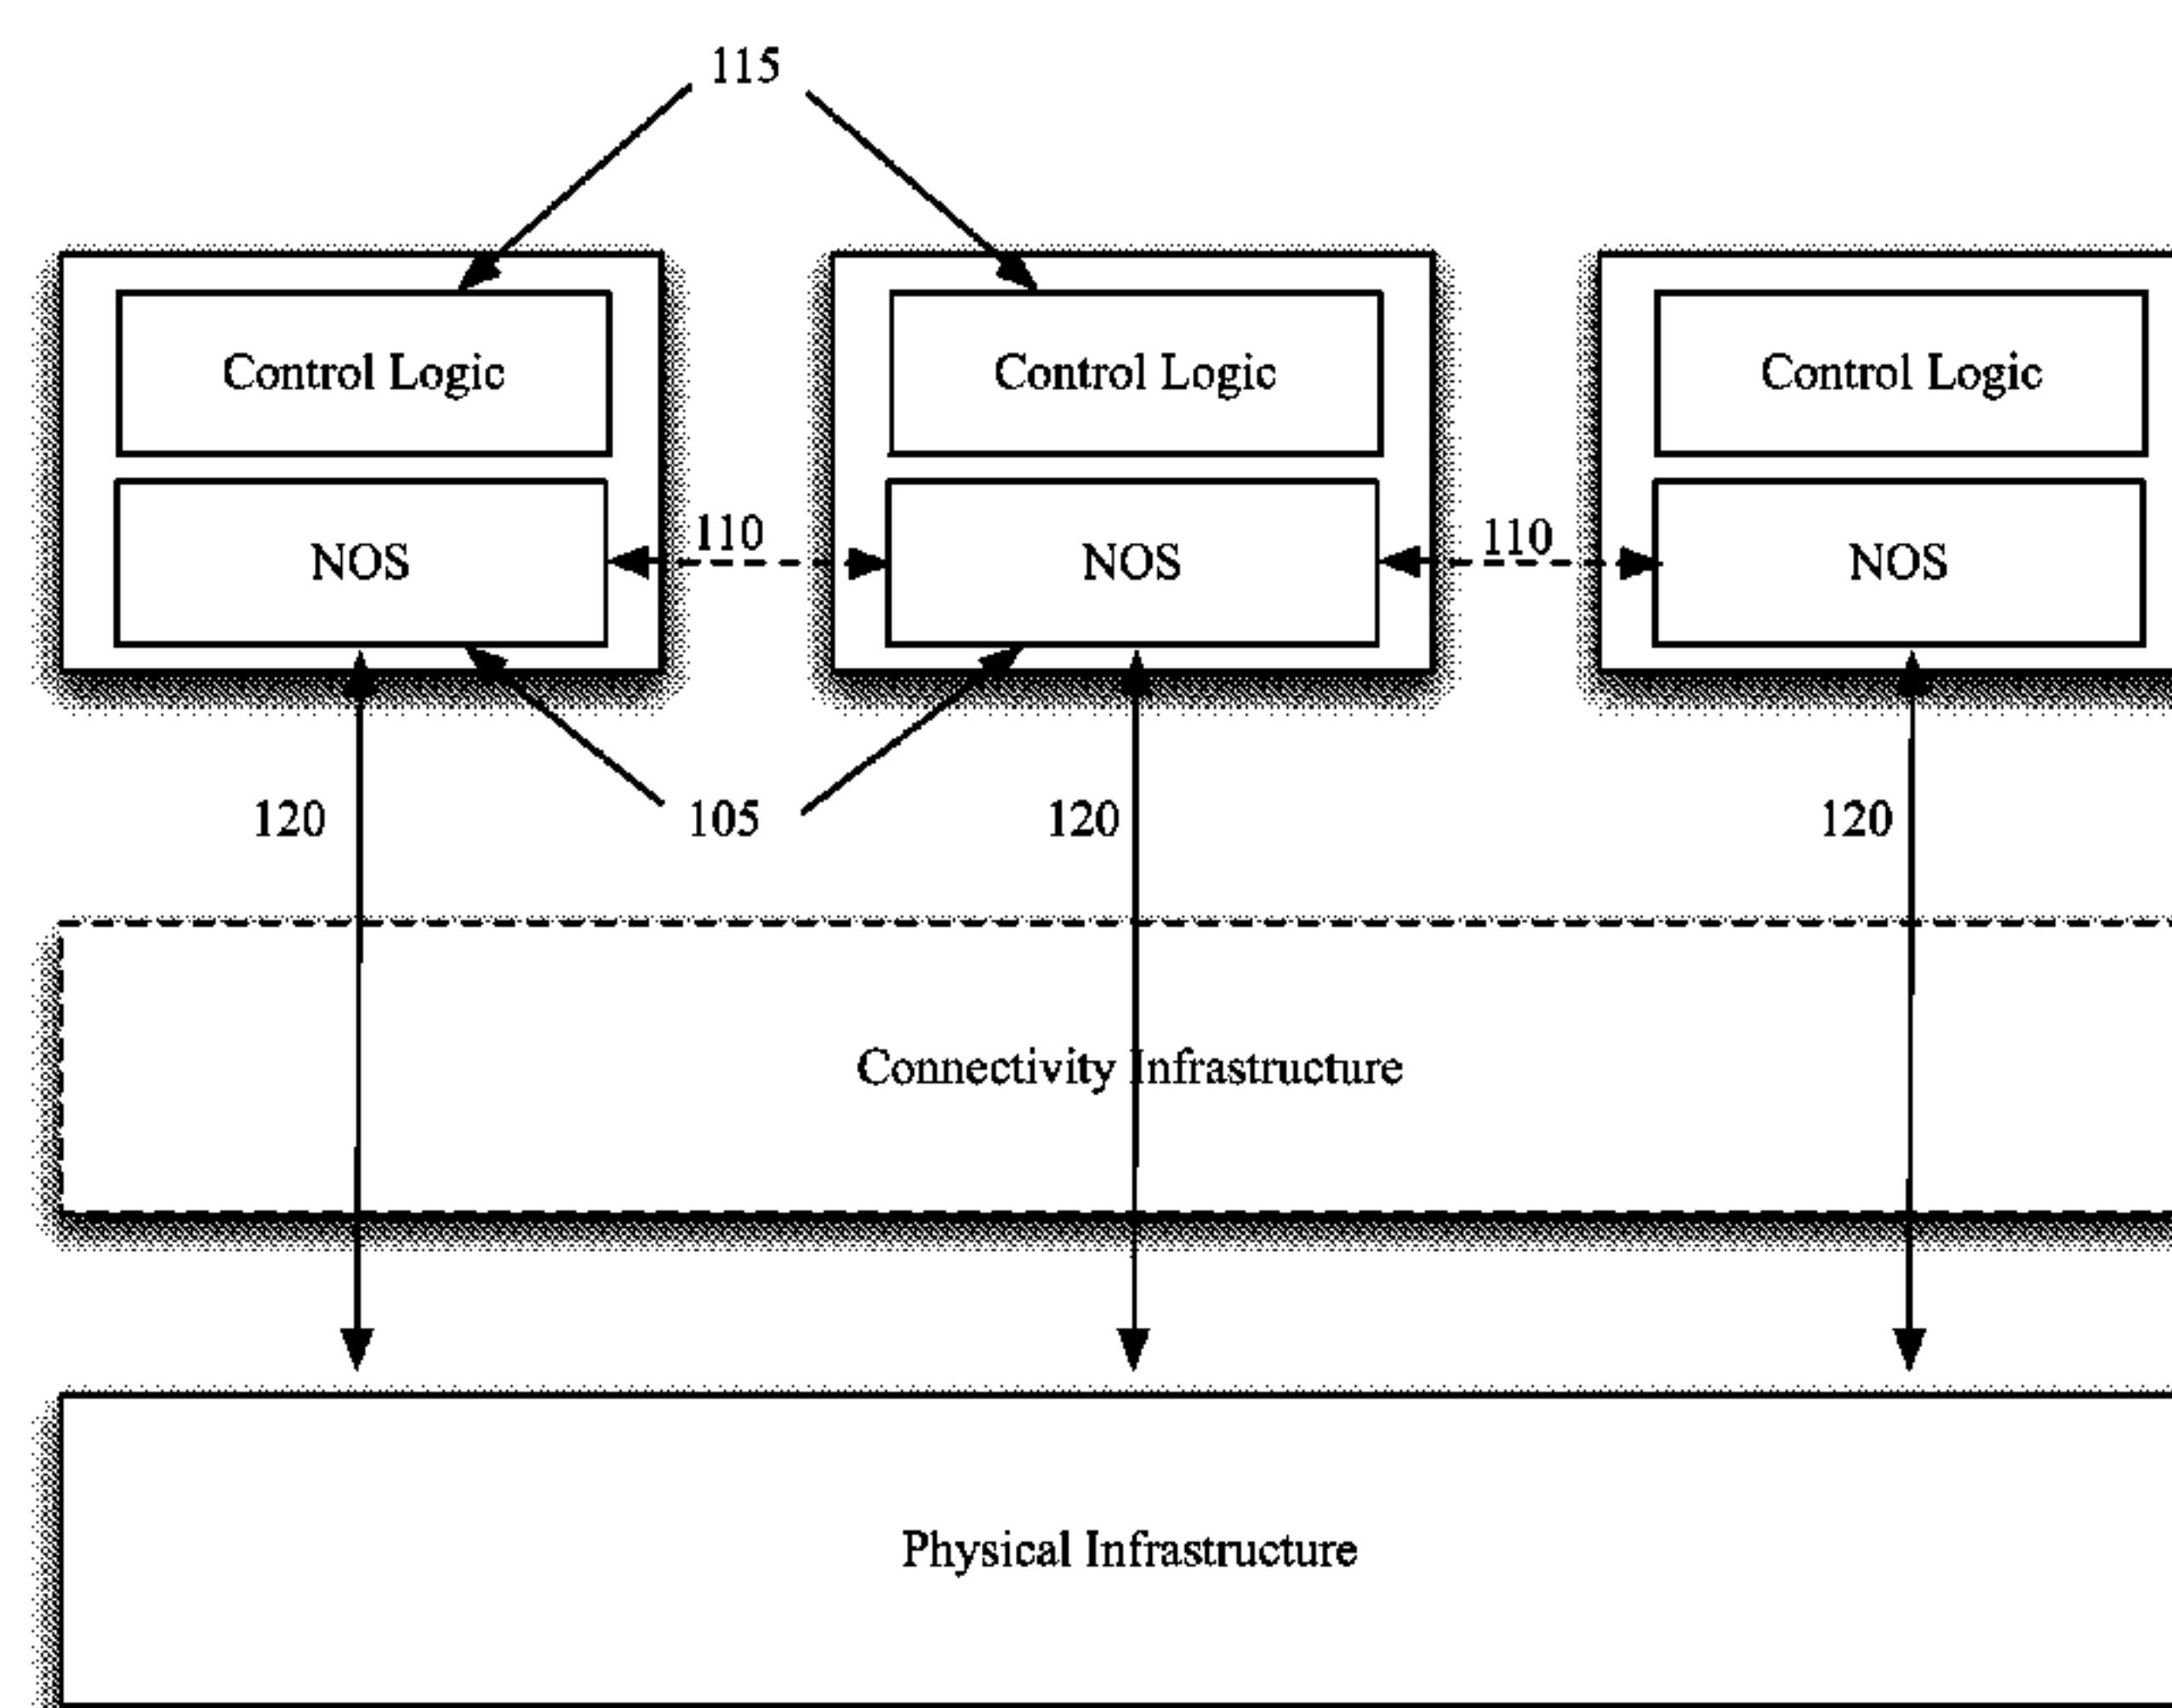 115
Control Logic
Control Logic
Control Logic
110
110
NOS
NOS
NOS
120
105
120
120
Connectivity Infrastructure
Physical Infrastructure